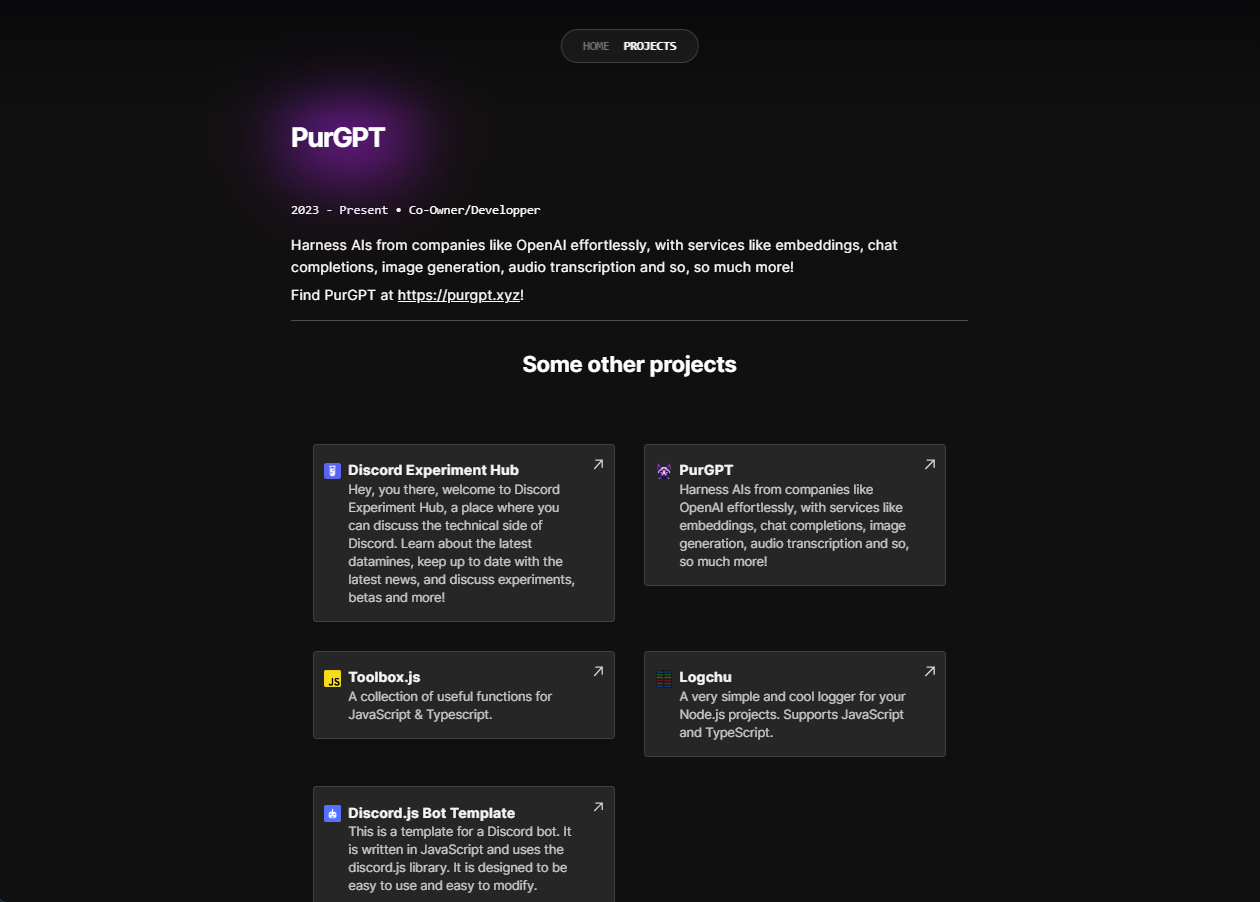 HOME PROJECTS
PurGPT
2023 - Present • Co-Owner/Developper
Harness AIs from companies like OpenAI effortlessly, with services like embeddings, chat
completions, image generation, audio transcription and so, so much more!
Find PurGPT at https://purgpt.xyz!
Some other projects
Discord Experiment Hub
Hey, you there, welcome to Discord
Experiment Hub, a place where you
can discuss the technical side of
Discord. Learn about the latest
datamines, keep up to date with the
latest news, and discuss experiments,
betas and more!
PurGPT
Harness AIs from companies like
OpenAI effortlessly, with services like
embeddings, chat completions, image
generation, audio transcription and so,
so much more!
JS
Toolbox.js
A collection of useful functions for
JavaScript & Typescript.
Logchu
A very simple and cool logger for your
Node.js projects. Supports JavaScript
and TypeScript.
Discord.js Bot Template
This is a template for a Discord bot. It
is written in JavaScript and uses the
discord.js library. It is designed to be
easy to use and easy to modify.